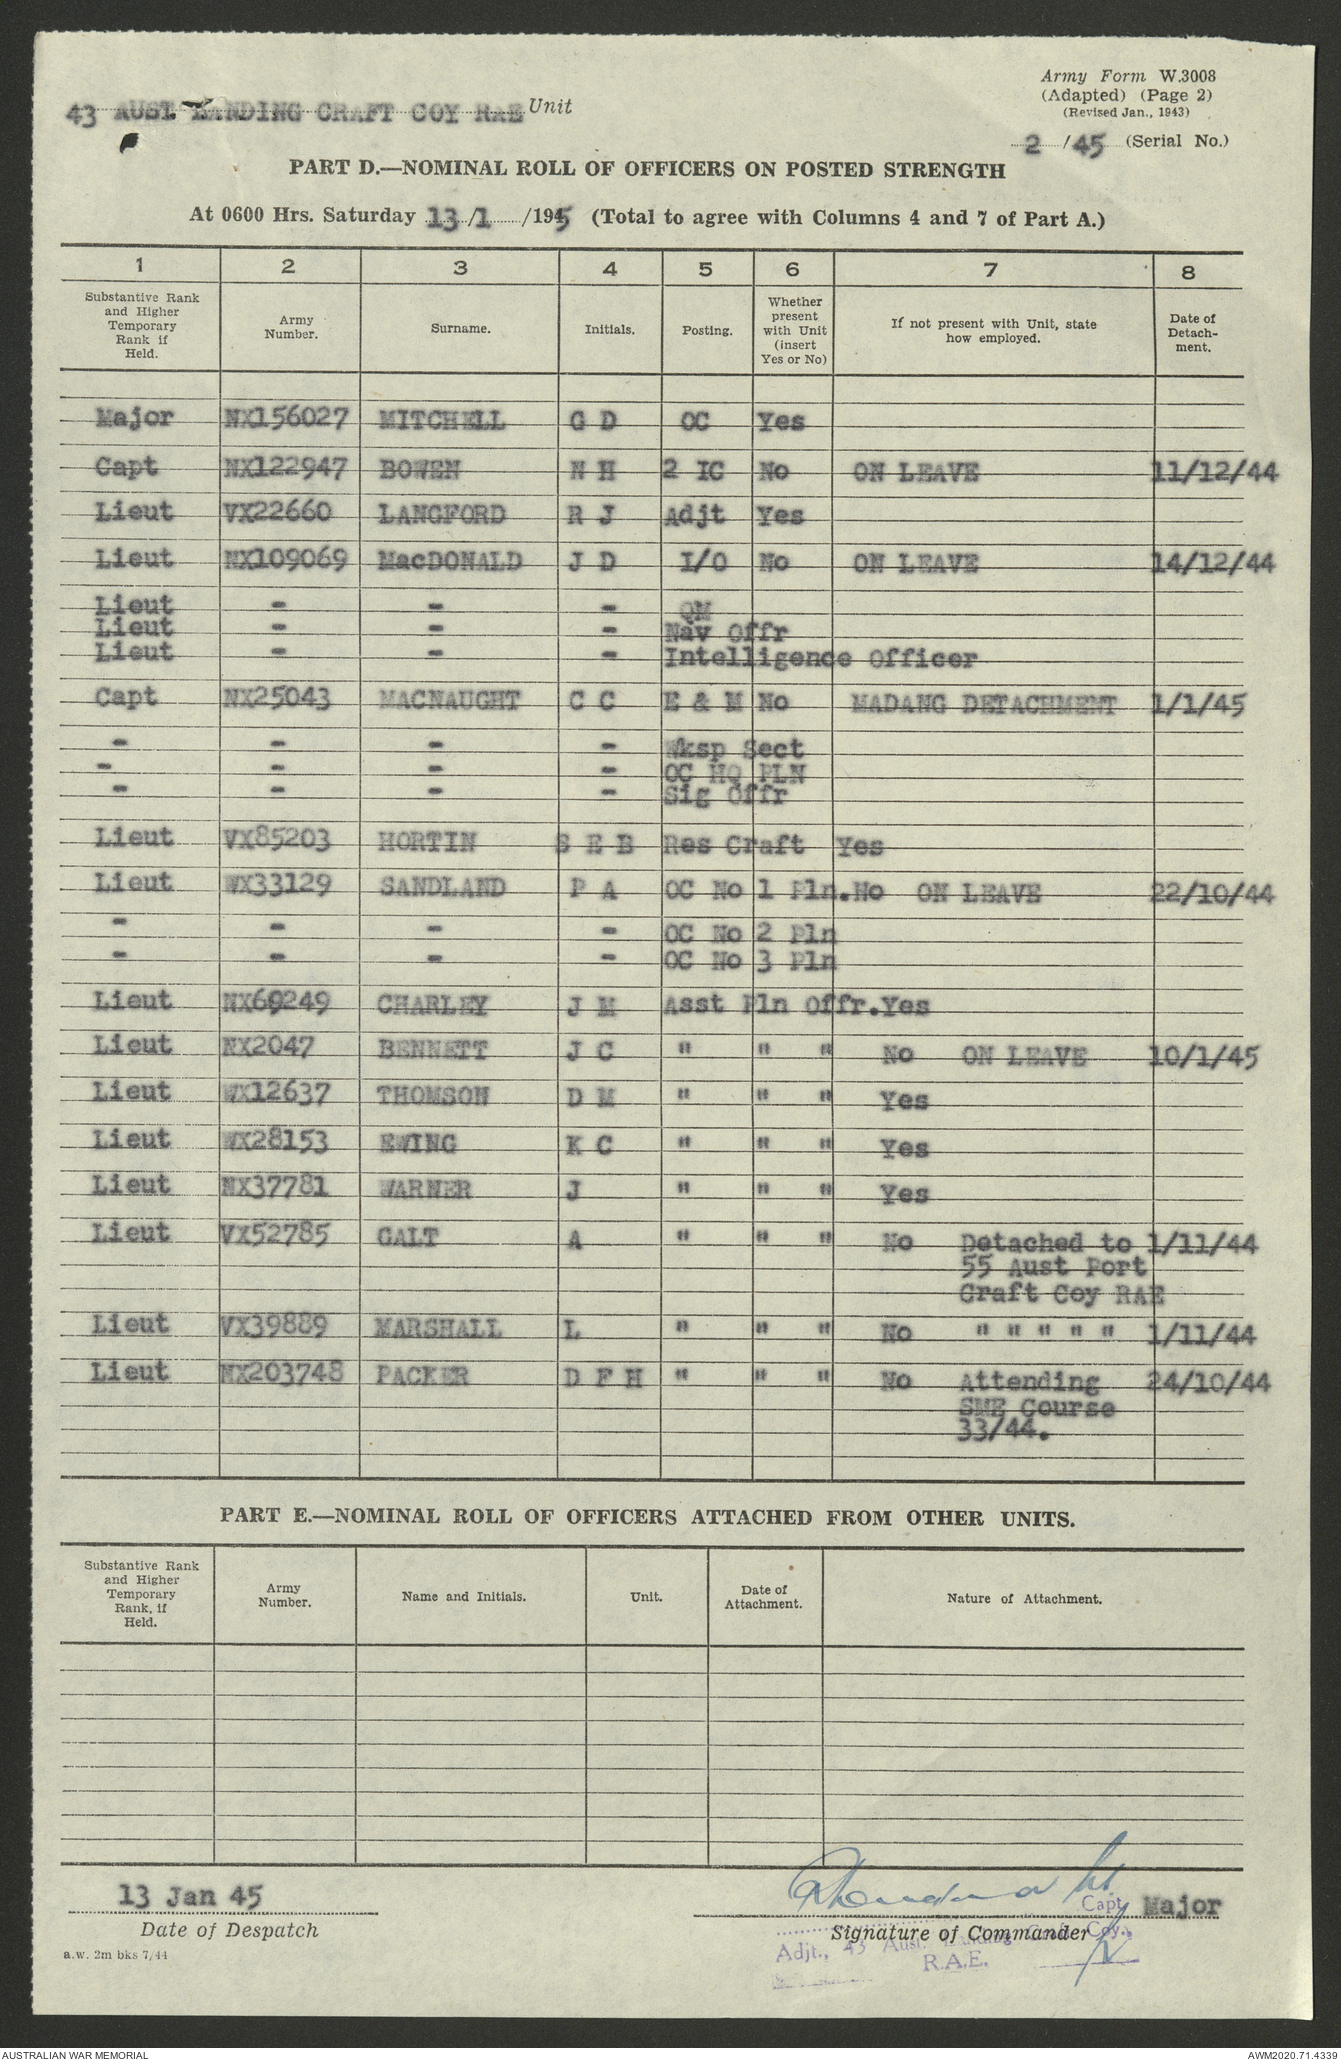 Army Form W.3008
(Adapted) (Page 2)
(Revised Jan., 1943)
43 AUST. LANDING CRAFT COY RAE Unit
2 /45 (Serial No.)
PART D.—NOMINAL ROLL OF OFFICERS ON POSTED STRENGTH
At 0600 Hrs. Saturday 13 /1 /1945 (Total to agree with Columns 4 and 7 of Part A.)
1 2 3 4 5 6 7 8
Substantive Rank and Higher Temporary Rank if Held. Army Number. Surname. Initials. Posting. Whether present with Unit (insert Yes or No) If not present with Unit, state how employed. Date of Detach- ment.
Major NX156027 MITCHELL G D OC Yes
Capt NX122947 BOWEN N H 2 IC No ON LEAVE 11/12/44
Lieut VX22660 LANGFORD R J Adjt Yes
Lieut NX109069 MacDONALD J D I/O No ON LEAVE 14/12/44
Lieut - - - QM
Lieut - - - Nav Offr
Lieut - - - Intelligence Officer
Capt NX25043 MACNAUGHT C C E & M No MADANG DETACHMENT 1/1/45
- - - - Wksp Sect
- - - - OC HQ PLN
- - - - Sig Offr
Lieut VX85203 HORTIN S E B Res Craft Yes
Lieut WX33129 SANDLAND P A OC No 1 Pln. No ON LEAVE 22/10/44
- - - - OC No 2 Pln
- - - - OC No 3 Pln
Lieut NX69249 CHARLEY J M Asst Pln Offr. Yes
Lieut NX2047 BENNETT J C " " " No ON LEAVE 10/1/45
Lieut WX12637 THOMSON D M " " " Yes
Lieut WX28153 EWING K C " " " Yes
Lieut NX37781 WARNER J " " " Yes
Lieut VX52785 GALT A " " " No Detached to 1/11/44
55 Aust Port
Craft Coy RAE
Lieut VX39889 MARSHALL L " " " No " " " " " 1/11/44
Lieut NX203748 PACKER D F H " " " No Attending 24/10/44
SME Course
33/44.
PART E.—NOMINAL ROLL OF OFFICERS ATTACHED FROM OTHER UNITS.
Substantive Rank and Higher Temporary Rank, if Held. Army Number. Name and Initials. Unit. Date of Attachment. Nature of Attachment.
13 Jan 45 Capt. Major
Date of Despatch Signature of Commander Coy.,
Adjt., 43 Aust. Landing Craft
R.A.E.
a.w. 2m bks 7/44
AUSTRALIAN WAR MEMORIAL AWM2020.71.4339